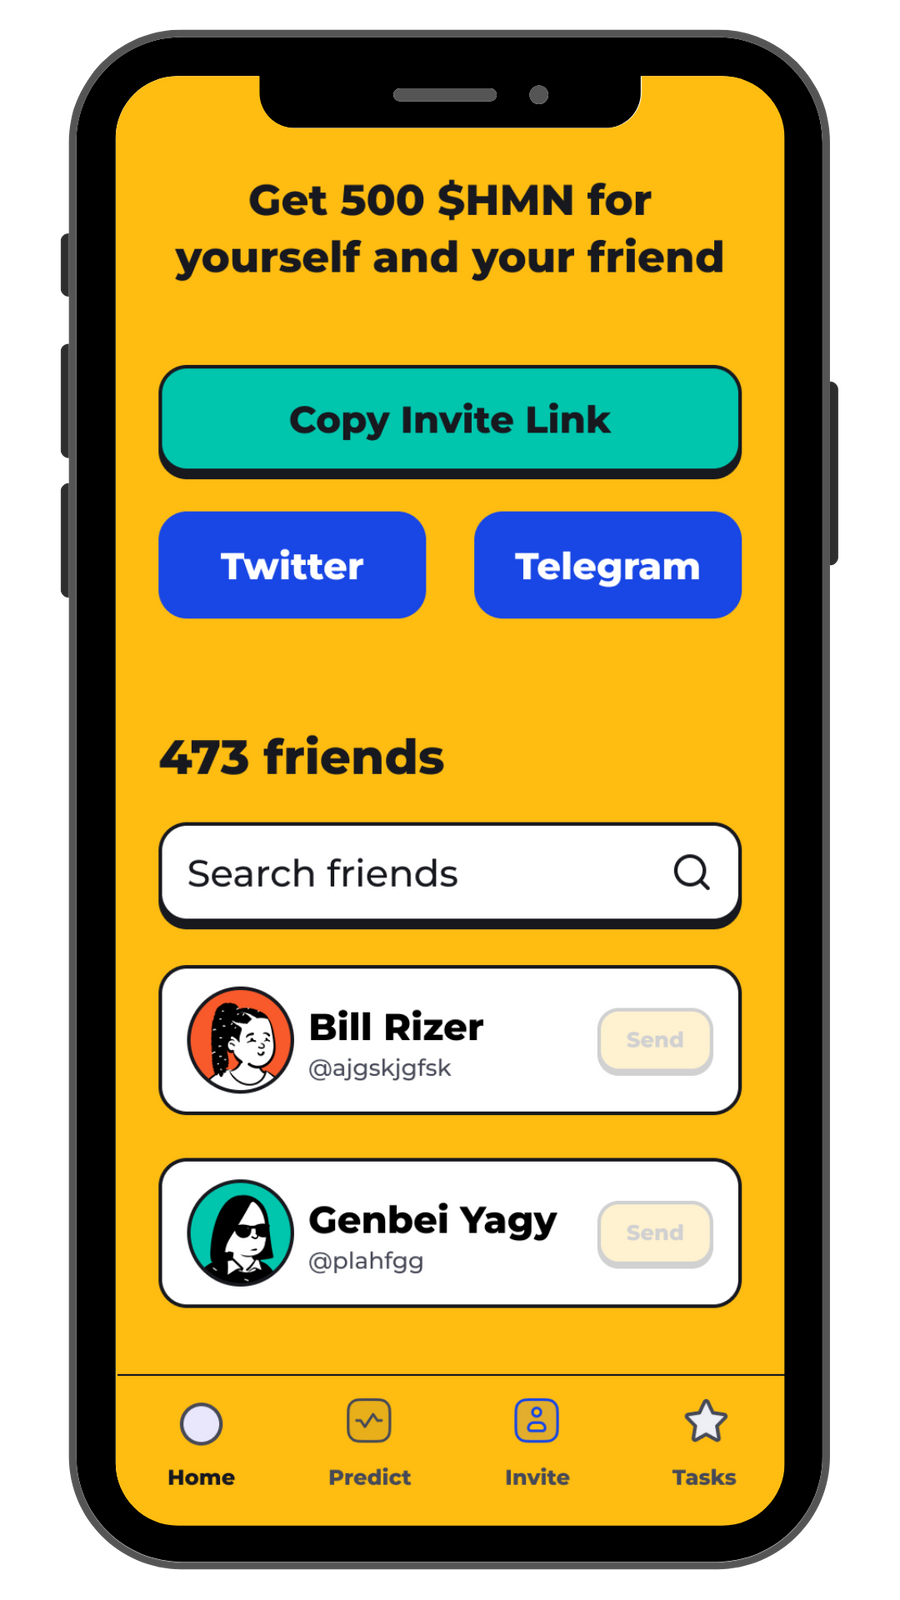 Get 500 $HMN for
yourself and your friend
Copy Invite Link
Twitter
Telegram
473 friends
Search friends
Bill Rizer
@ajgskjgfsk
Send
Genbei Yagy
@plahfgg
Send
Home
Predict
Invite
Tasks